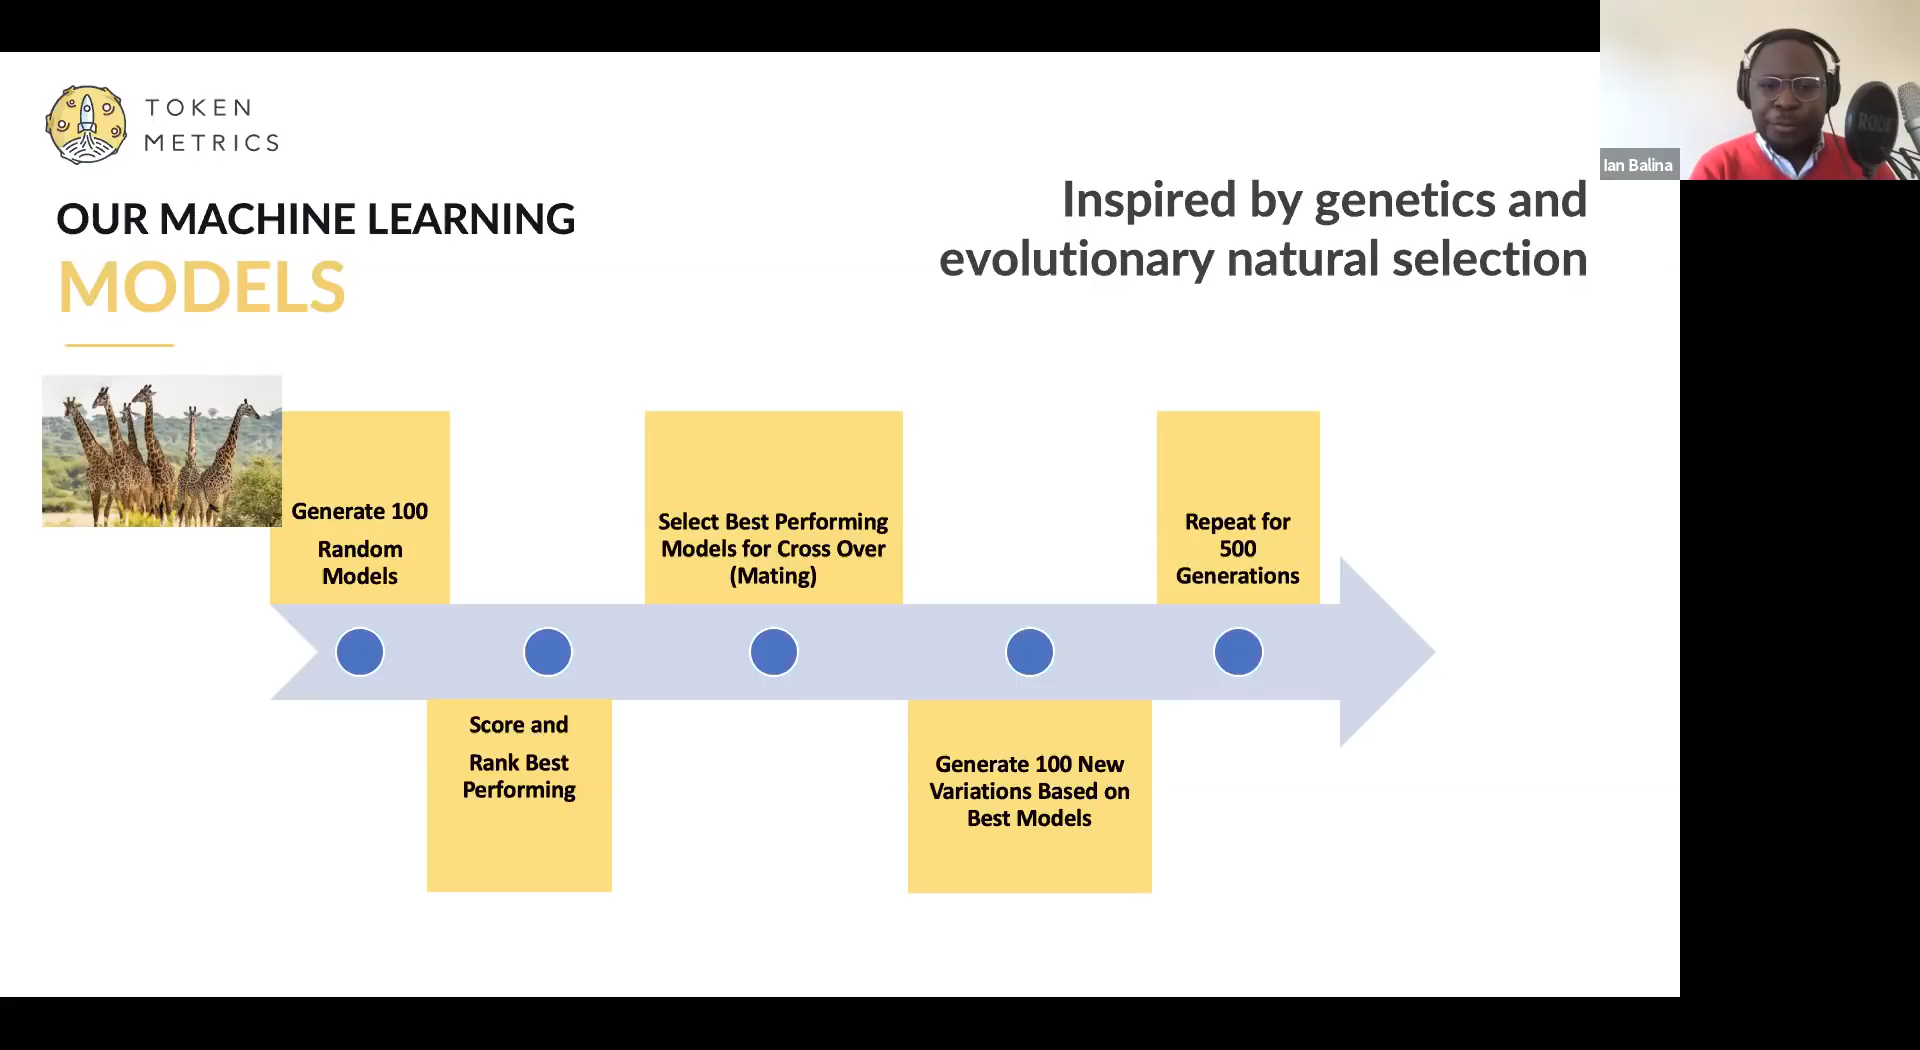 TOKEN
METRICS
OUR MACHINE LEARNING
MODELS
Inspired by genetics and
evolutionary natural selection
Ian Balina
RODE
Generate 100
Random
Models
Score and
Rank Best
Performing
Select Best Performing
Models for Cross Over
(Mating)
Generate 100 New
Variations Based on
Best Models
Repeat for
500
Generations